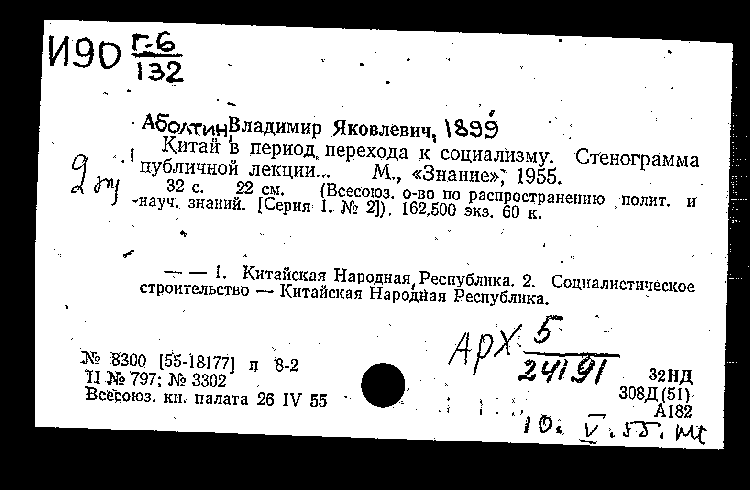 И90 Г-6
132
Аболтин Владимир Яковлевич, 1899
Китай в период перехода к социализму. Стенограмма
публичной лекции... М., «Знание», 1955.
32 с. 22 см. (Всесоюз. о-во по распространению полит. и
науч. знаний. [Серия 1. № 2]). 162,500 экз. 60 к.
— — 1. Китайская Народная Республика. 2. Социалистическое
строительство — Китайская Народная Республика.
Арх. 5
24191
№ 8300 [55-18177] п 8-2
П № 797; № 3302
Всесоюз. кн. палата 26 IV 55
32НД
308Д(51)
А182
10. V. 55.